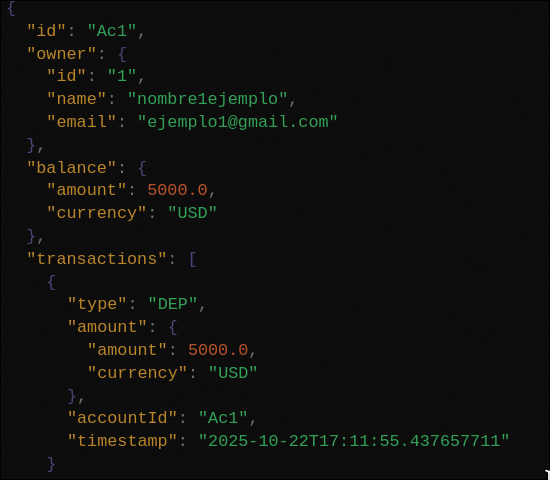 {
  "id": "Ac1",
  "owner": {
    "id": "1",
    "name": "nombre1ejemplo",
    "email": "ejemplo1@gmail.com"
  },
  "balance": {
    "amount": 5000.0,
    "currency": "USD"
  },
  "transactions": [
    {
      "type": "DEP",
      "amount": {
        "amount": 5000.0,
        "currency": "USD"
      },
      "accountId": "Ac1",
      "timestamp": "2025-10-22T17:11:55.437657711"
    }